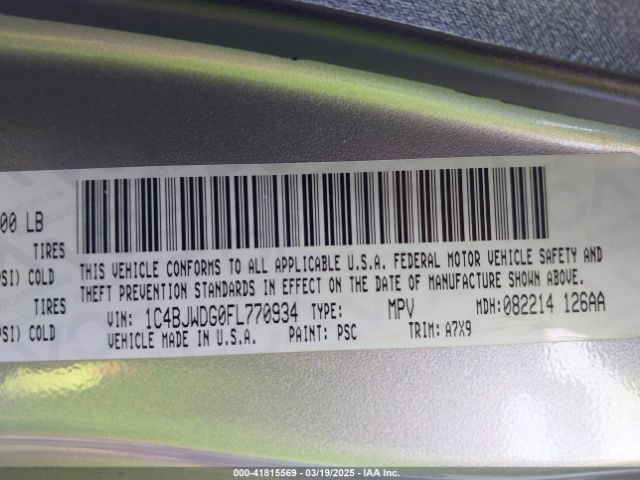 00 LB
TIRES
PSI) COLD
TIRES
PSI) COLD
THIS VEHICLE CONFORMS TO ALL APPLICABLE U.S.A. FEDERAL MOTOR VEHICLE SAFETY AND
THEFT PREVENTION STANDARDS IN EFFECT ON THE DATE OF MANUFACTURE SHOWN ABOVE.
VIN: 1C4BJWDG0FL770934 TYPE: MPV MDH:082214 126AA
VEHICLE MADE IN U.S.A. PAINT: PSC TRIM: A7X9
000-41815569 — 03/19/2025 — IAA Inc.